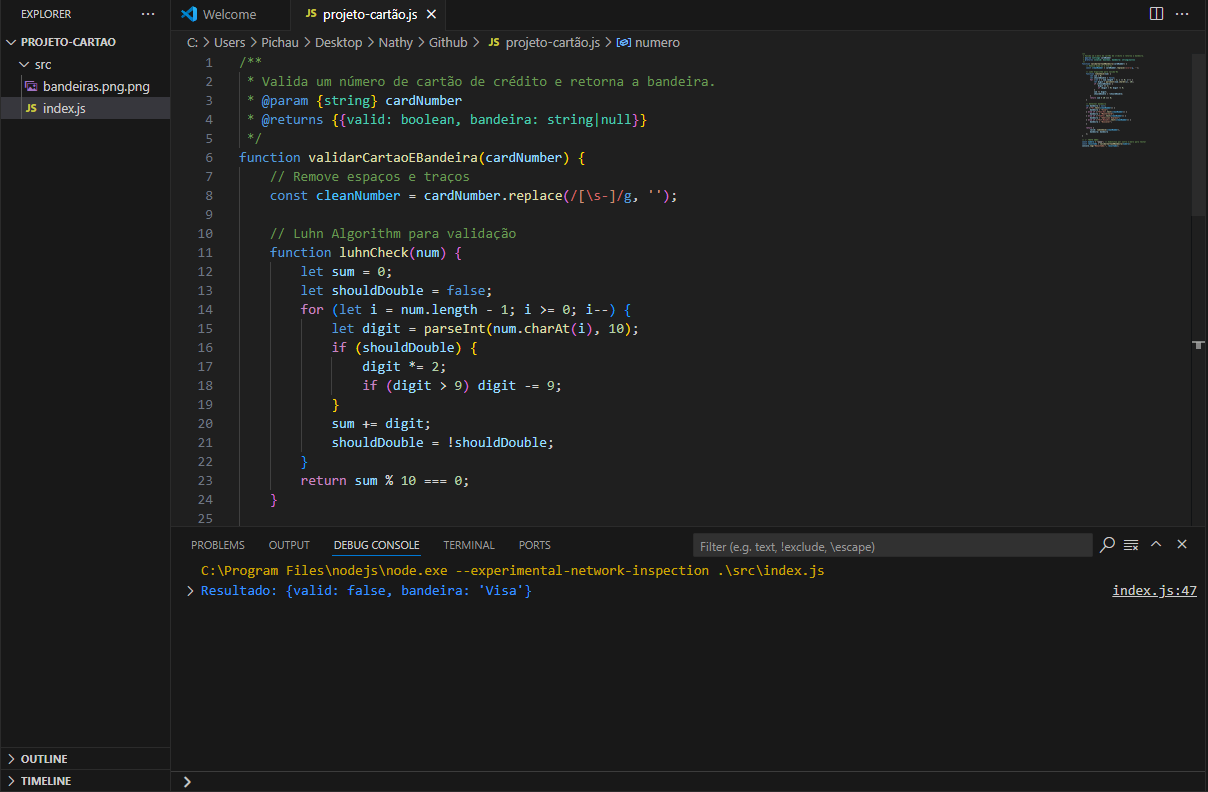 EXPLORER
···
Welcome
JS projeto-cartão.js
···
PROJETO-CARTAO
src
bandeiras.png.png
JS index.js
C: > Users > Pichau > Desktop > Nathy > Github > JS projeto-cartão.js > numero
1 /**
2 * Valida um número de cartão de crédito e retorna a bandeira.
3 * @param {string} cardNumber
4 * @returns {{valid: boolean, bandeira: string|null}}
5 */
6 function validarCartaoEBandeira(cardNumber) {
7 // Remove espaços e traços
8 const cleanNumber = cardNumber.replace(/[\s-]/g, '');
9
10 // Luhn Algorithm para validação
11 function luhnCheck(num) {
12 let sum = 0;
13 let shouldDouble = false;
14 for (let i = num.length - 1; i >= 0; i--) {
15 let digit = parseInt(num.charAt(i), 10);
16 if (shouldDouble) {
17 digit *= 2;
18 if (digit > 9) digit -= 9;
19 }
20 sum += digit;
21 shouldDouble = !shouldDouble;
22 }
23 return sum % 10 === 0;
24 }
25
PROBLEMS OUTPUT DEBUG CONSOLE TERMINAL PORTS
Filter (e.g. text, !exclude, \escape)
C:\Program Files\nodejs\node.exe --experimental-network-inspection .\src\index.js
> Resultado: {valid: false, bandeira: 'Visa'}
index.js:47
OUTLINE
TIMELINE
>